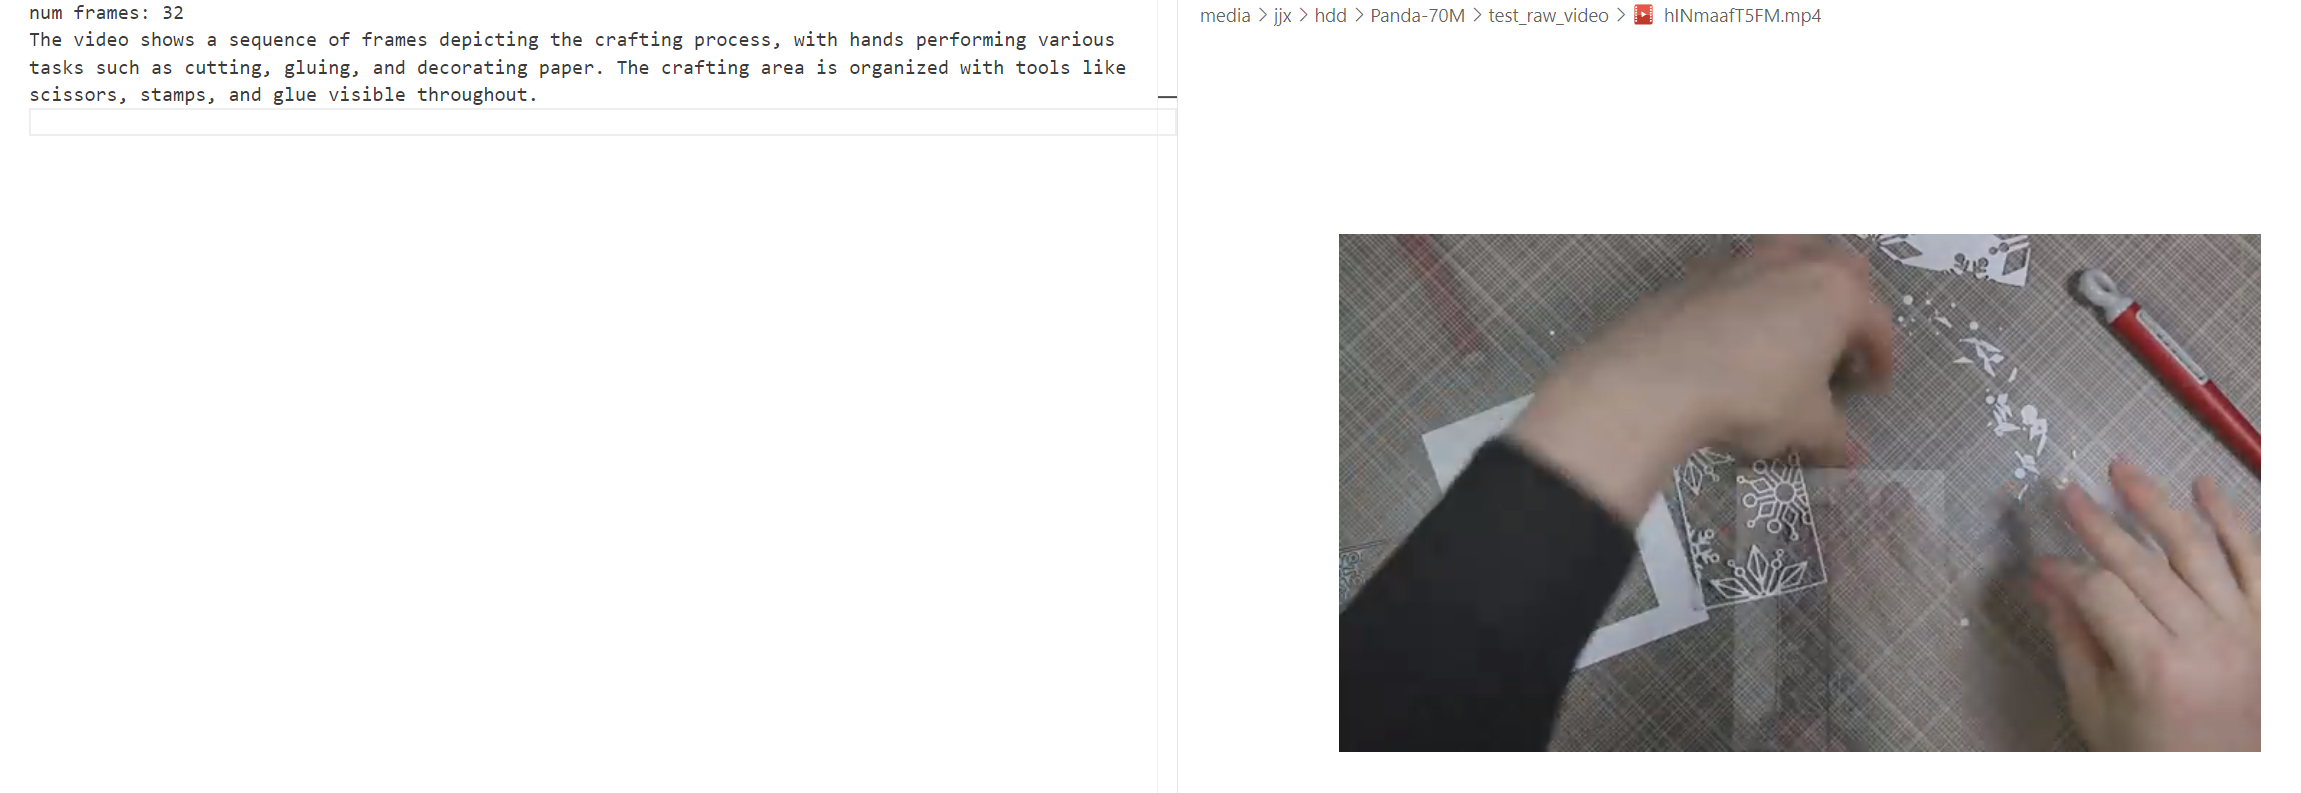 num frames: 32
The video shows a sequence of frames depicting the crafting process, with hands performing various
tasks such as cutting, gluing, and decorating paper. The crafting area is organized with tools like
scissors, stamps, and glue visible throughout.
media > jjx > hdd > Panda-70M > test_raw_video > hINmaafT5FM.mp4